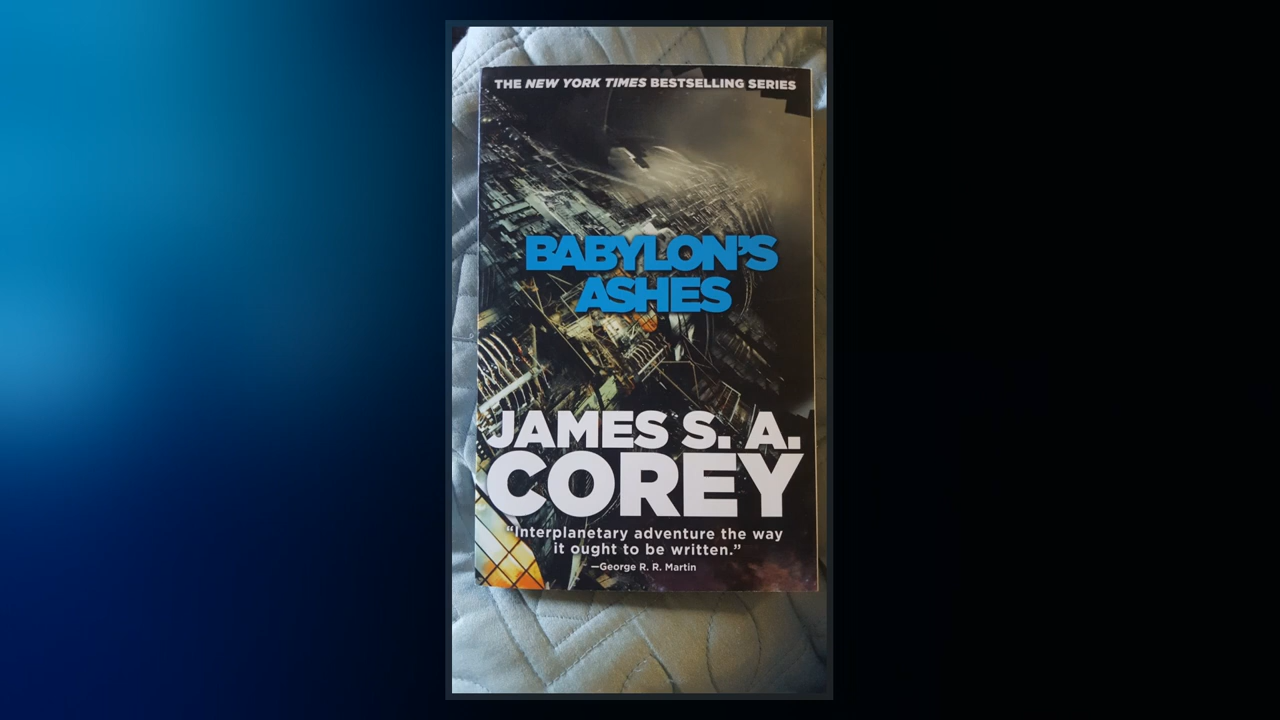 THE NEW YORK TIMES BESTSELLING SERIES
BABYLON'S
ASHES
JAMES S. A.
COREY
“Interplanetary adventure the way
it ought to be written.”
—George R. R. Martin